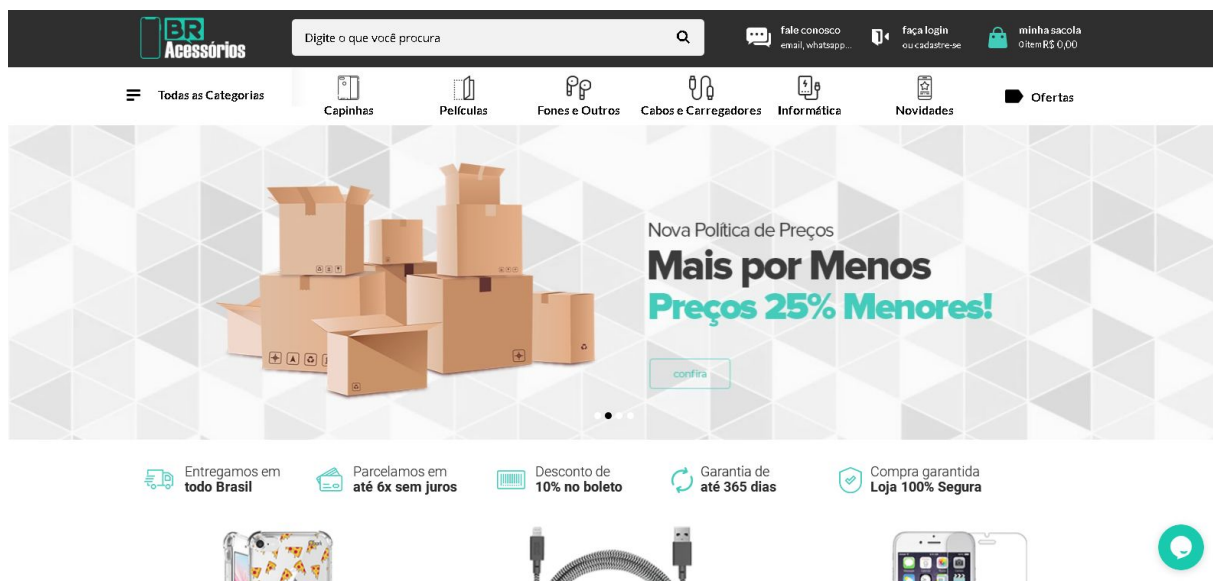 BR
Acessórios
Digite o que você procura
fale conosco
email, whatsapp...
faça login
ou cadastre-se
minha sacola
0 item R$ 0,00
Todas as Categorias
Capinhas
Películas
Fones e Outros
Cabos e Carregadores
Informática
Novidades
Ofertas
Nova Política de Preços
Mais por Menos
Preços 25% Menores!
confira
Entregamos em
todo Brasil
Parcelamos em
até 6x sem juros
Desconto de
10% no boleto
Garantia de
até 365 dias
Compra garantida
Loja 100% Segura